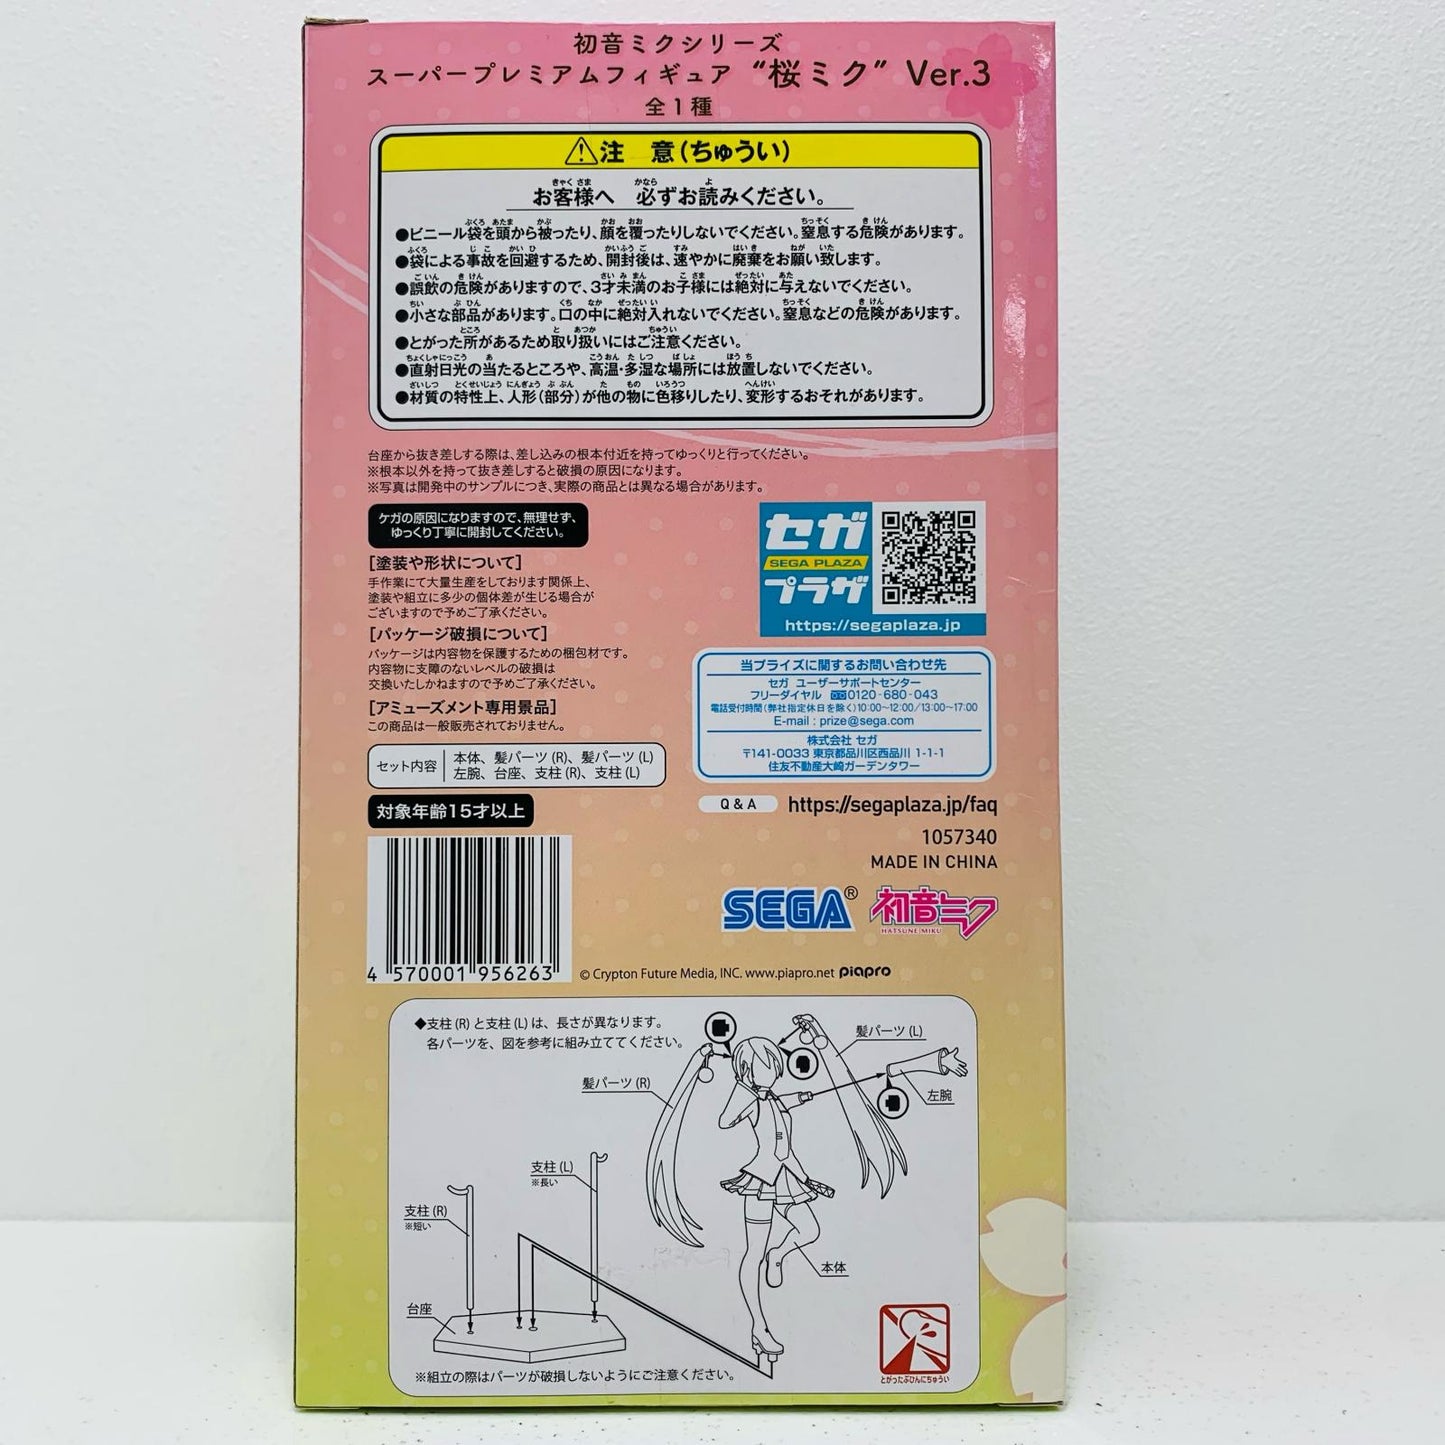 初音ミクシリーズ
スーパープレミアムフィギュア “桜ミク” Ver.3
全1種
注 意(ちゅうい)
お客様へ 必ずお読みください。
●ビニール袋を頭から被ったり、顔を覆ったりしないでください。窒息する危険があります。
●袋による事故を回避するため、開封後は、速やかに廃棄をお願い致します。
●誤飲の危険がありますので、3才未満のお子様には絶対に与えないでください。
●小さな部品があります。口の中に絶対入れないでください。窒息などの危険があります。
●とがった所があるため取り扱いにはご注意ください。
●直射日光の当たるところや、高温・多湿な場所には放置しないでください。
●材質の特性上、人形(部分)が他の物に色移りしたり、変形するおそれがあります。
台座から抜き差しする際は、差し込みの根本付近を持ってゆっくりと行ってください。
※根本以外を持って抜き差しすると破損の原因になります。
※写真は開発中のサンプルにつき、実際の商品とは異なる場合があります。
ケガの原因になりますので、無理せず、
ゆっくり丁寧に開封してください。
[塗装や形状について]
手作業にて大量生産をしております関係上、
塗装や組立に多少の個体差が生じる場合が
ございますので予めご了承ください。
[パッケージ破損について]
パッケージは内容物を保護するための梱包材です。
内容物に支障のないレベルの破損は
交換いたしかねますので予めご了承ください。
[アミューズメント専用景品]
この商品は一般販売されておりません。
セット内容
本体、髪パーツ(R)、髪パーツ(L)
左腕、台座、支柱(R)、支柱(L)
対象年齢15才以上
4 570001 956263
セガ
SEGA PLAZA
プラザ
https://segaplaza.jp
当プライズに関するお問い合わせ先
セガ ユーザーサポートセンター
フリーダイヤル 0120-680-043
電話受付時間(弊社指定休日を除く)10:00~12:00/13:00~17:00
E-mail : prize@sega.com
株式会社 セガ
〒141-0033 東京都品川区西品川 1-1-1
住友不動産大崎ガーデンタワー
Q & A https://segaplaza.jp/faq
1057340
MADE IN CHINA
SEGA® 初音ミク
HATSUNE MIKU
© Crypton Future Media, INC. www.piapro.net piapro
◆支柱(R)と支柱(L)は、長さが異なります。
各パーツを、図を参考に組み立ててください。
髪パーツ(L)
髪パーツ(R)
左腕
支柱(L)
※長い
支柱(R)
※短い
本体
台座
※組立の際はパーツが破損しないようにご注意ください。
とがったぶひんにちゅうい